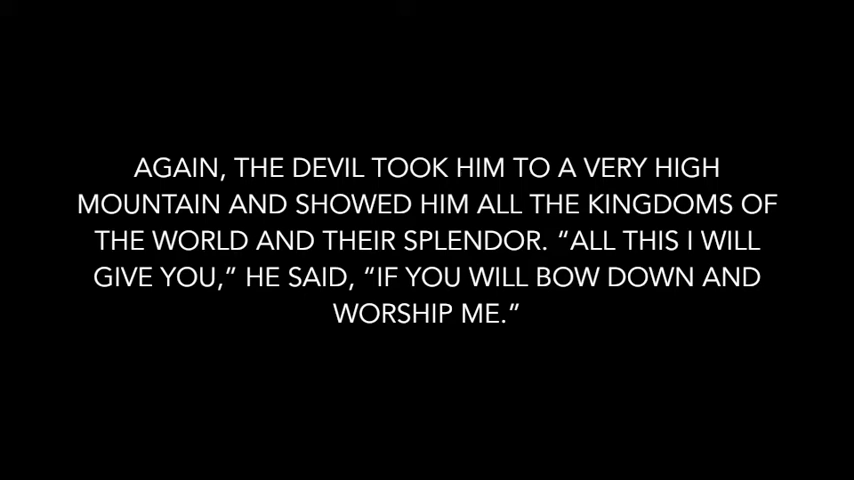 AGAIN, THE DEVIL TOOK HIM TO A VERY HIGH
MOUNTAIN AND SHOWED HIM ALL THE KINGDOMS OF
THE WORLD AND THEIR SPLENDOR. “ALL THIS I WILL
GIVE YOU,” HE SAID, “IF YOU WILL BOW DOWN AND
WORSHIP ME.”